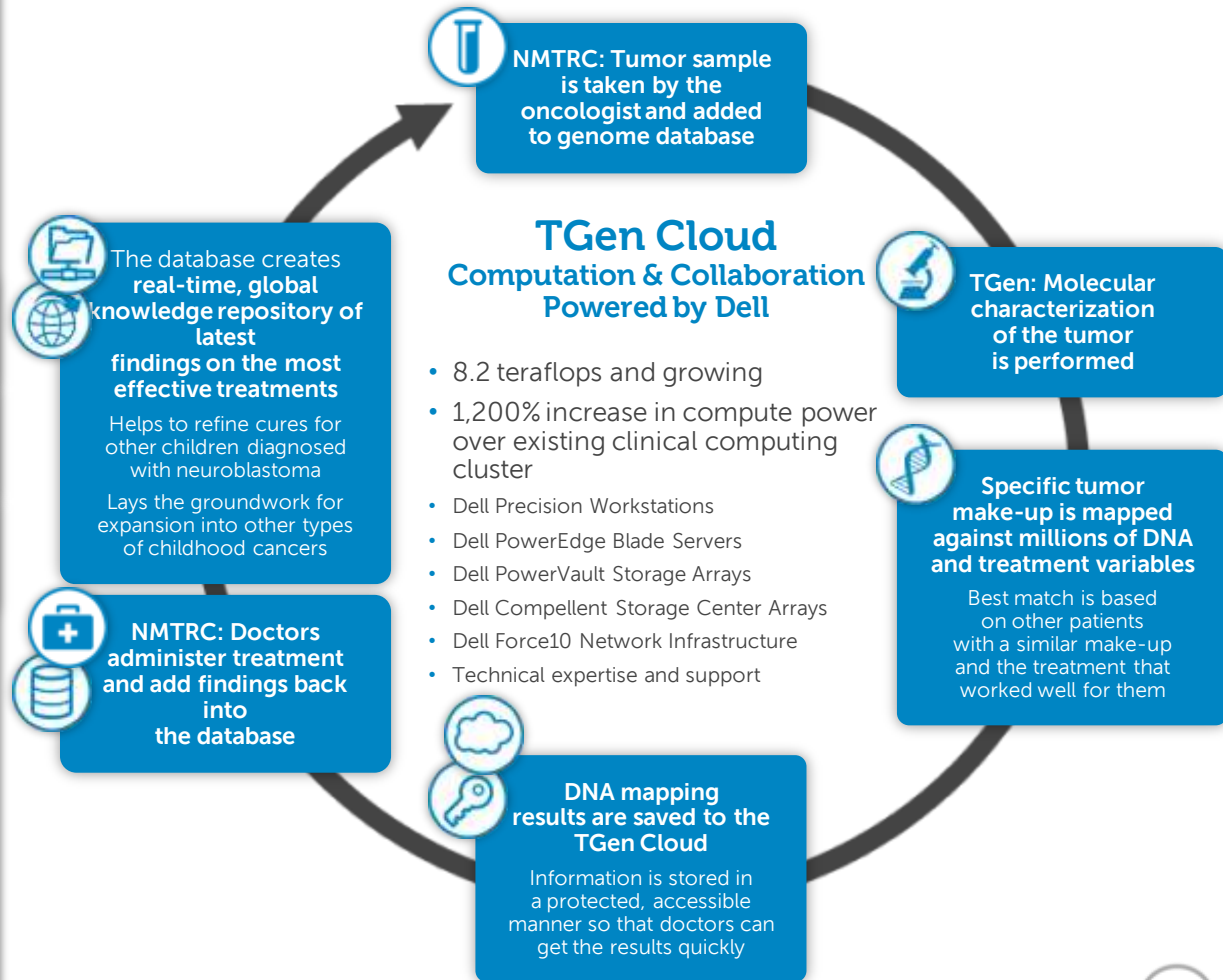 NMTRC: Tumor sample
is taken by the
oncologist and added
to genome database
TGen Cloud
Computation & Collaboration
Powered by Dell
• 8.2 teraflops and growing
• 1,200% increase in compute power
over existing clinical computing
cluster
• Dell Precision Workstations
• Dell PowerEdge Blade Servers
• Dell PowerVault Storage Arrays
• Dell Compellent Storage Center Arrays
• Dell Force10 Network Infrastructure
• Technical expertise and support
TGen: Molecular
characterization
of the tumor
is performed
Specific tumor
make-up is mapped
against millions of DNA
and treatment variables
Best match is based
on other patients
with a similar make-up
and the treatment that
worked well for them
DNA mapping
results are saved to the
TGen Cloud
Information is stored in
a protected, accessible
manner so that doctors can
get the results quickly
NMTRC: Doctors
administer treatment
and add findings back
into
the database
The database creates
real-time, global
knowledge repository of
latest
findings on the most
effective treatments
Helps to refine cures for
other children diagnosed
with neuroblastoma
Lays the groundwork for
expansion into other types
of childhood cancers